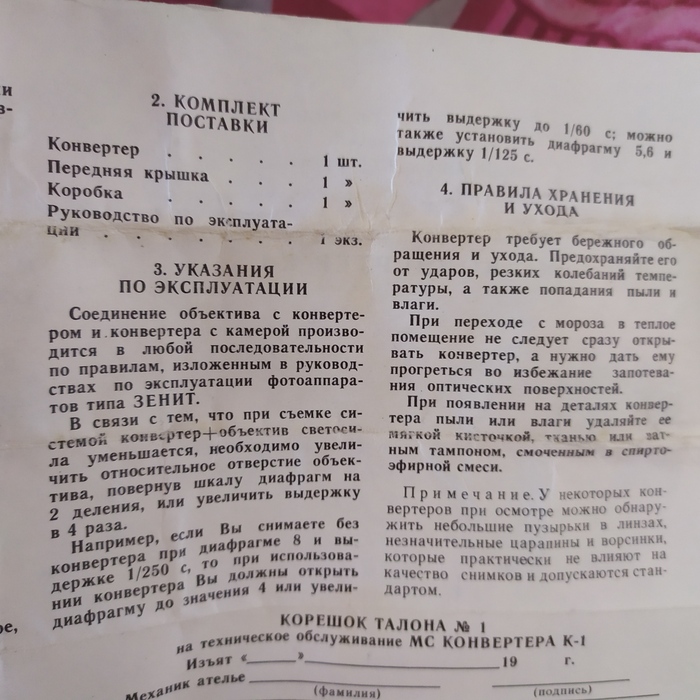 2. КОМПЛЕКТ
ПОСТАВКИ
Конвертер . . . . . 1 шт.
Передняя крышка . . . 1 »
Коробка . . . . . 1 »
Руководство по эксплуата-
ции . . . . . . . 1 экз.
3. УКАЗАНИЯ
ПО ЭКСПЛУАТАЦИИ
Соединение объектива с конверте-
ром и конвертера с камерой произво-
дится в любой последовательности
по правилам, изложенным в руковод-
ствах по эксплуатации фотоаппара-
тов типа ЗЕНИТ.
В связи с тем, что при съемке си-
стемой конвертер+объектив светоси-
ла уменьшается, необходимо увели-
чить относительное отверстие объек-
тива, повернув шкалу диафрагм на
2 деления, или увеличить выдержку
в 4 раза.
Например, если Вы снимаете без
конвертера при диафрагме 8 и вы-
держке 1/250 с, то при использова-
нии конвертера Вы должны открыть
диафрагму до значения 4 или увели-
чить выдержку до 1/60 с; можно
также установить диафрагму 5,6 и
выдержку 1/125 с.
4. ПРАВИЛА ХРАНЕНИЯ
И УХОДА
Конвертер требует бережного об-
ращения и ухода. Предохраняйте его
от ударов, резких колебаний темпе-
ратуры, а также попадания пыли и
влаги.
При переходе с мороза в теплое
помещение не следует сразу откры-
вать конвертер, а нужно дать ему
прогреться во избежание запотева-
ния оптических поверхностей.
При появлении на деталях конвер-
тера пыли или влаги удаляйте ее
мягкой кисточкой, тканью или ват-
ным тампоном, смоченным в спирто-
эфирной смеси.
Примечание. У некоторых кон-
вертеров при осмотре можно обнару-
жить небольшие пузырьки в линзах,
незначительные царапины и ворсинки,
которые практически не влияют на
качество снимков и допускаются стан-
дартом.
КОРЕШОК ТАЛОНА № 1
на техническое обслуживание МС КОНВЕРТЕРА К-1
Изъят «____»____________________19 г.
Механик ателье ____________________
(фамилия) (подпись)